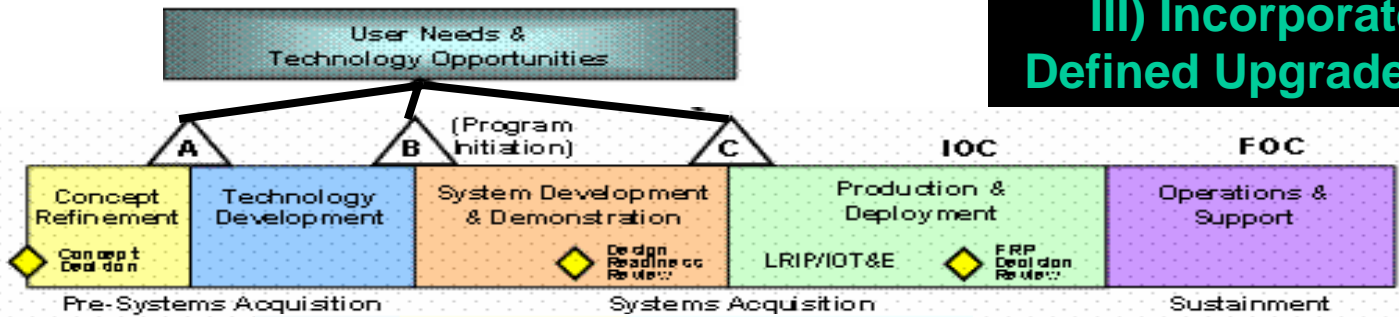 III) Incorporate
Defined Upgrade
User Needs &
Technology Opportunities
A
B
(Program
Initiation)
C
IOC
FOC
Concept
Refinement
Technology
Development
System Development
& Demonstration
Production &
Deployment
Operations &
Support
Concept
Decision
Design
Readiness
Review
LRIP/IOT&E
FRP
Decision
Review
Pre-Systems Acquisition
Systems Acquisition
Sustainment